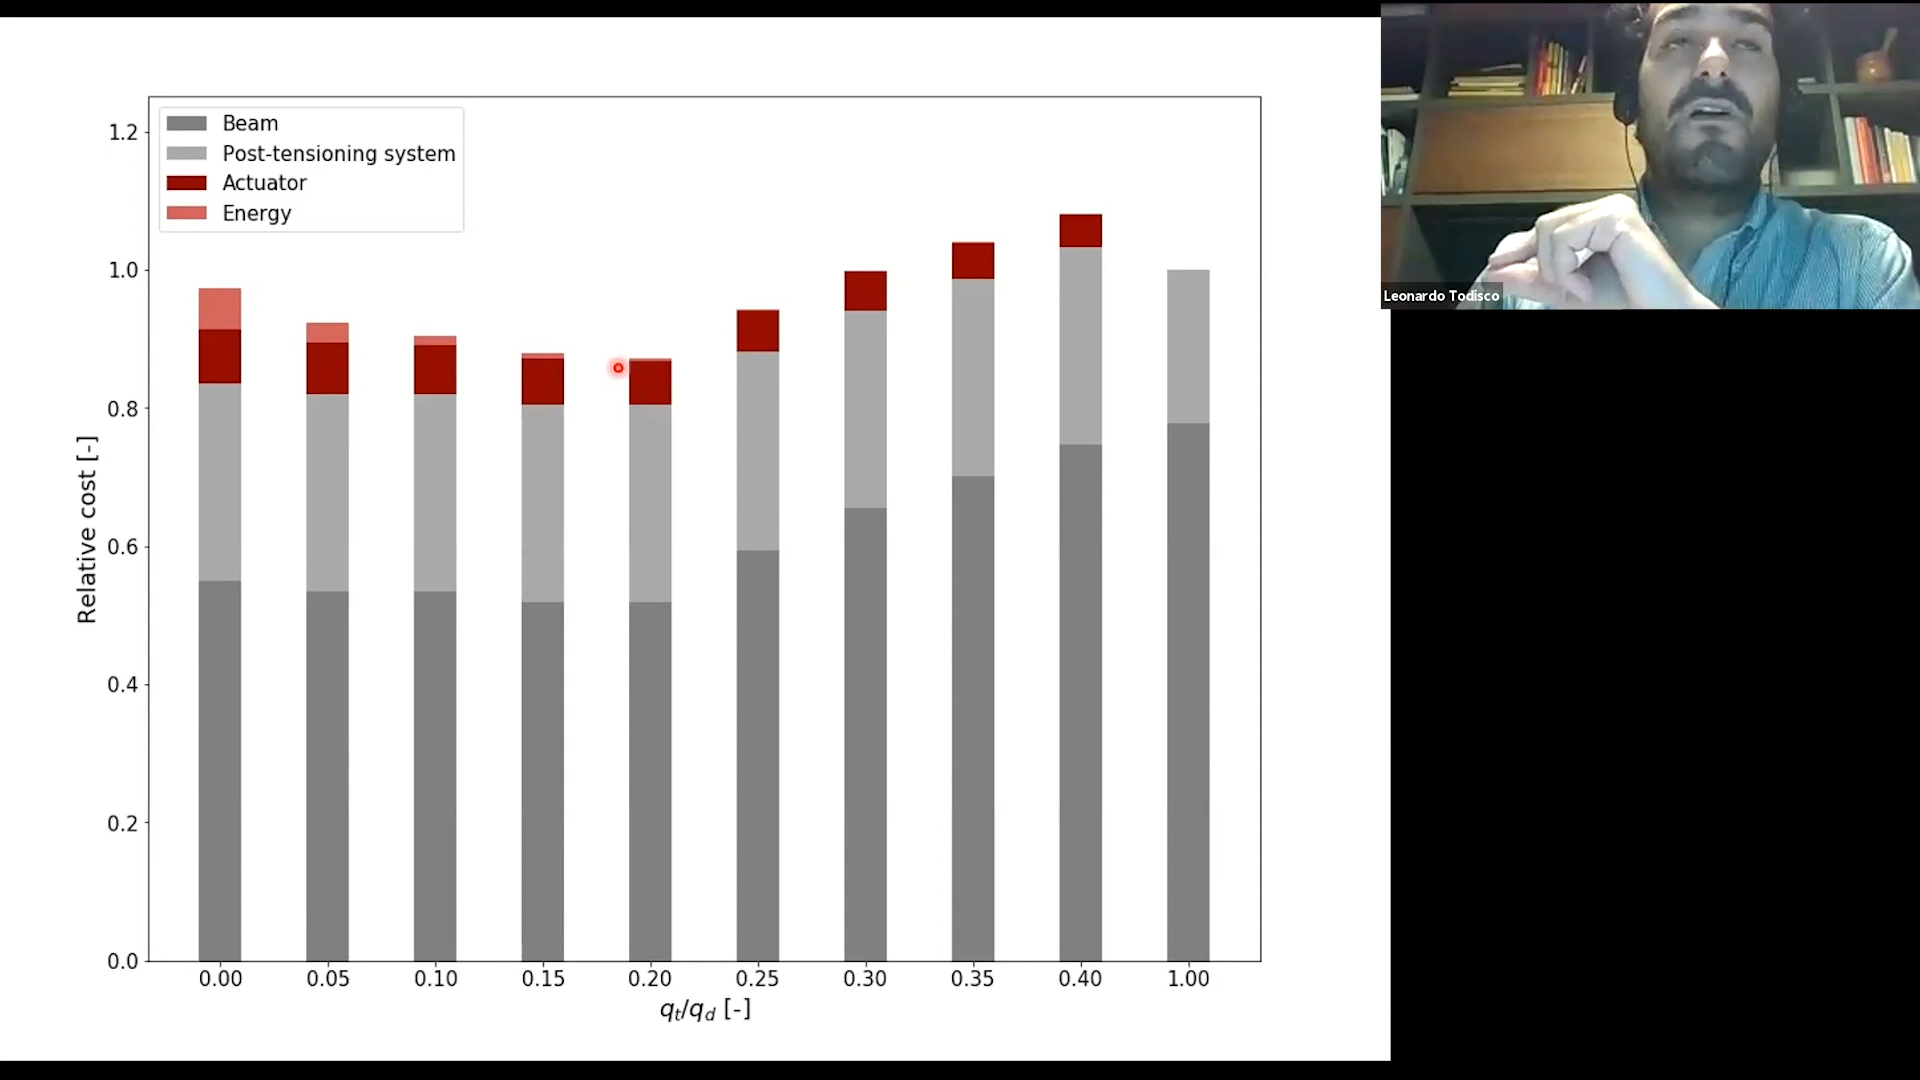 Beam
Post-tensioning system
Actuator
Energy
1.2
1.0
0.8
0.6
0.4
0.2
0.0
Relative cost [-]
0.00 0.05 0.10 0.15 0.20 0.25 0.30 0.35 0.40 1.00
qt/qd [-]
Leonardo Todisco